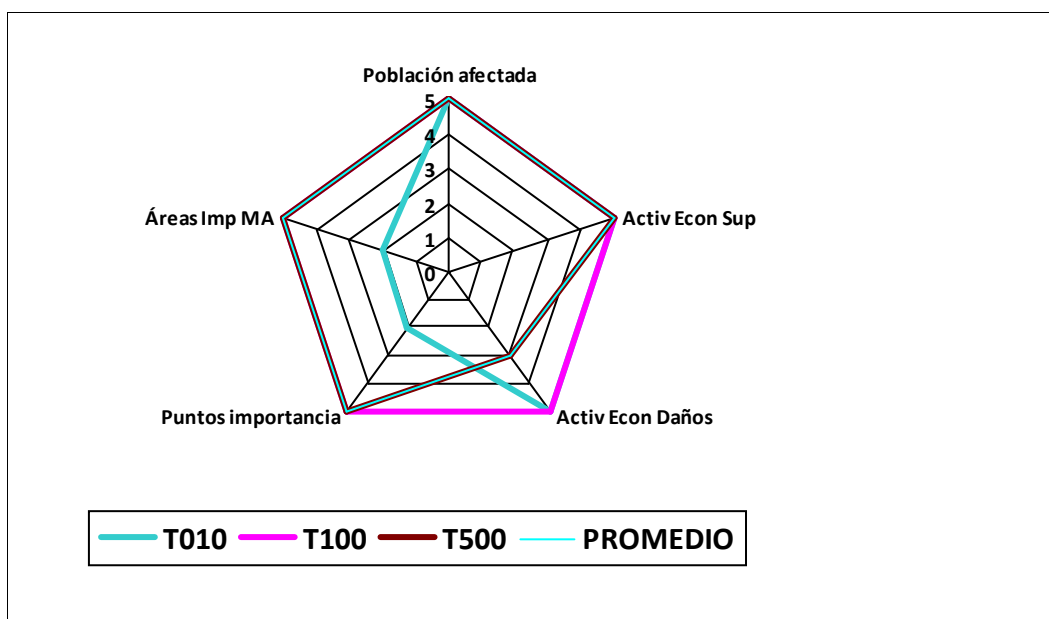 Población afectada
5
4
3
2
1
0
Áreas Imp MA
Activ Econ Sup
Puntos importancia
Activ Econ Daños
T010 T100 T500 PROMEDIO